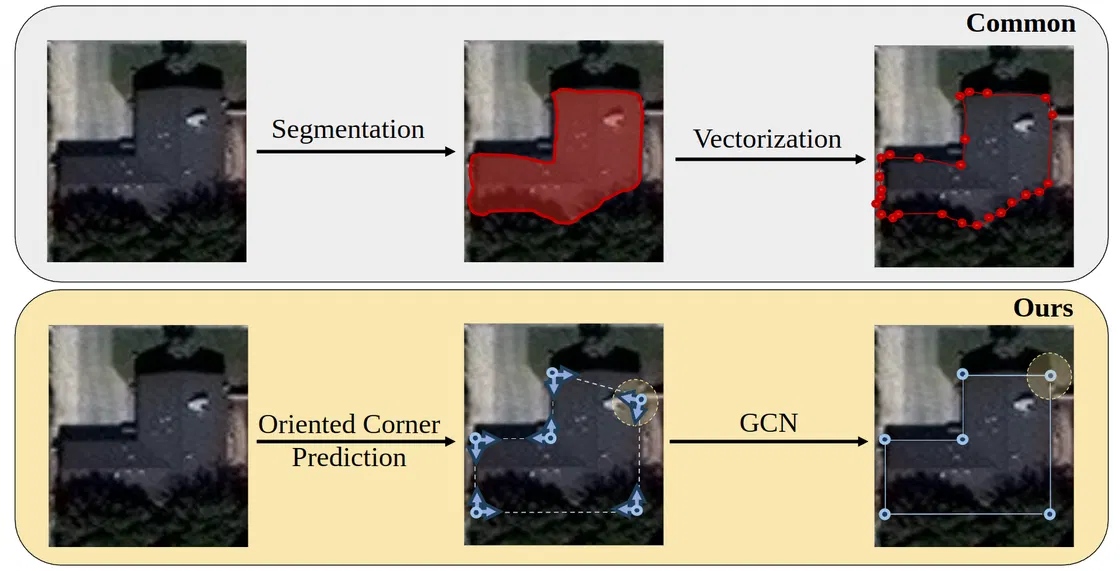 Common
Segmentation
Vectorization
Ours
Oriented Corner
Prediction
GCN